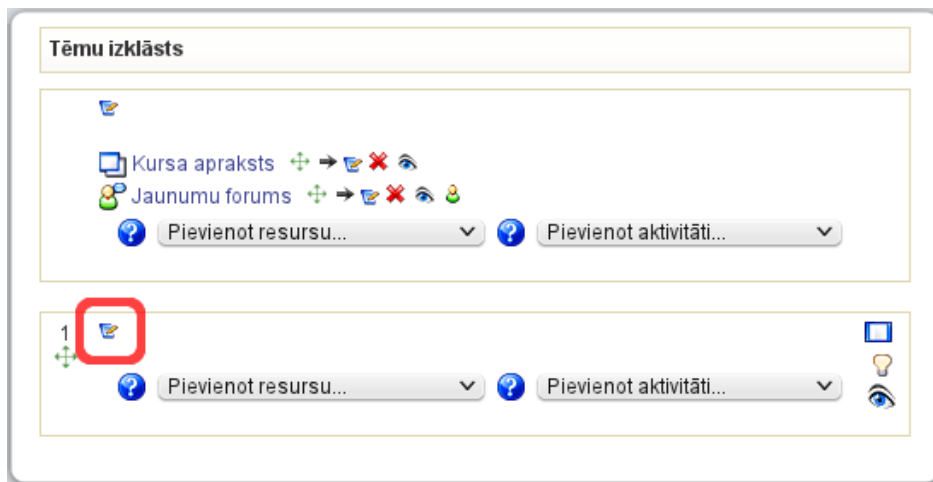 Tēmu izklāsts
Kursa apraksts
Jaunumu forums
Pievienot resursu... Pievienot aktivitāti...
1
Pievienot resursu... Pievienot aktivitāti...